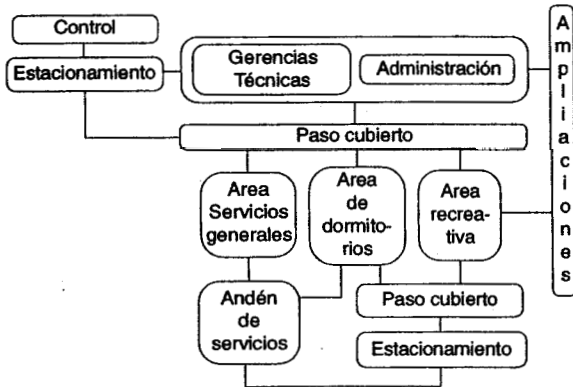 Control
Estacionamiento
Gerencias
Técnicas
Administración
Ampliaciones
Paso cubierto
Area
Servicios
generales
Area
de
dormito-
rios
Area
recrea-
tiva
Andén
de
servicios
Paso cubierto
Estacionamiento